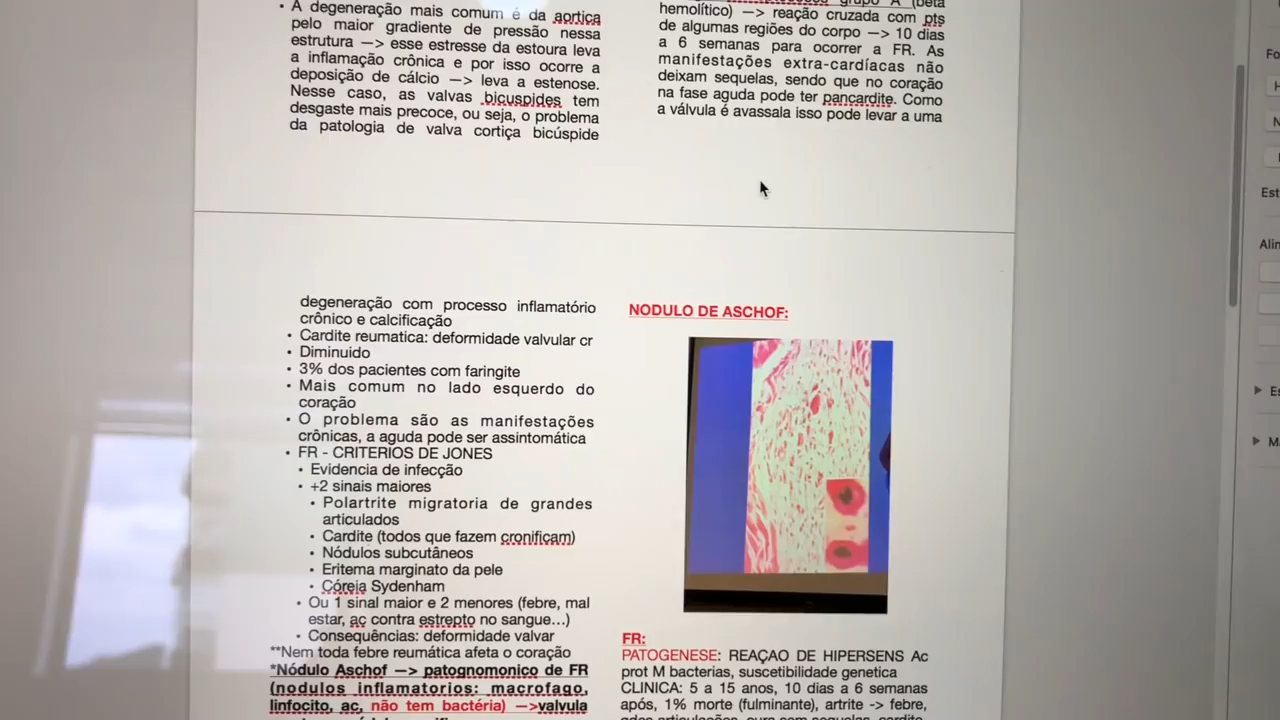 • A degeneração mais comum é da aortica
pelo maior gradiente de pressão nessa
estrutura —> esse estresse da estoura leva
a inflamação crônica e por isso ocorre a
deposição de cálcio —> leva a estenose.
Nesse caso, as valvas bicuspides tem
desgaste mais precoce, ou seja, o problema
da patologia de valva cortiça bicúspide
grupo A (beta
hemolítico) —> reação cruzada com pts
de algumas regiões do corpo —> 10 dias
a 6 semanas para ocorrer a FR. As
manifestações extra-cardíacas não
deixam sequelas, sendo que no coração
na fase aguda pode ter pancardite. Como
a válvula é avassala isso pode levar a uma
degeneração com processo inflamatório
crônico e calcificação
• Cardite reumatica: deformidade valvular cr
• Diminuido
• 3% dos pacientes com faringite
• Mais comum no lado esquerdo do
coração
• O problema são as manifestações
crônicas, a aguda pode ser assintomática
• FR - CRITERIOS DE JONES
• Evidencia de infecção
• +2 sinais maiores
• Polartrite migratoria de grandes
articulados
• Cardite (todos que fazem cronificam)
• Nódulos subcutâneos
• Eritema marginato da pele
• Córeia Sydenham
• Ou 1 sinal maior e 2 menores (febre, mal
estar, aç contra estrepto no sangue...)
• Consequências: deformidade valvar
**Nem toda febre reumática afeta o coração
*Nódulo Aschof —> patognomonico de FR
(nodulos inflamatorios: macrofago,
linfocito, ac, não tem bactéria) —>valvula
NODULO DE ASCHOF:
FR:
PATOGENESE: REAÇAO DE HIPERSENS Ac
prot M bacterias, suscetibilidade genetica
CLINICA: 5 a 15 anos, 10 dias a 6 semanas
após, 1% morte (fulminante), artrite -> febre,
Fo
Est
Alin